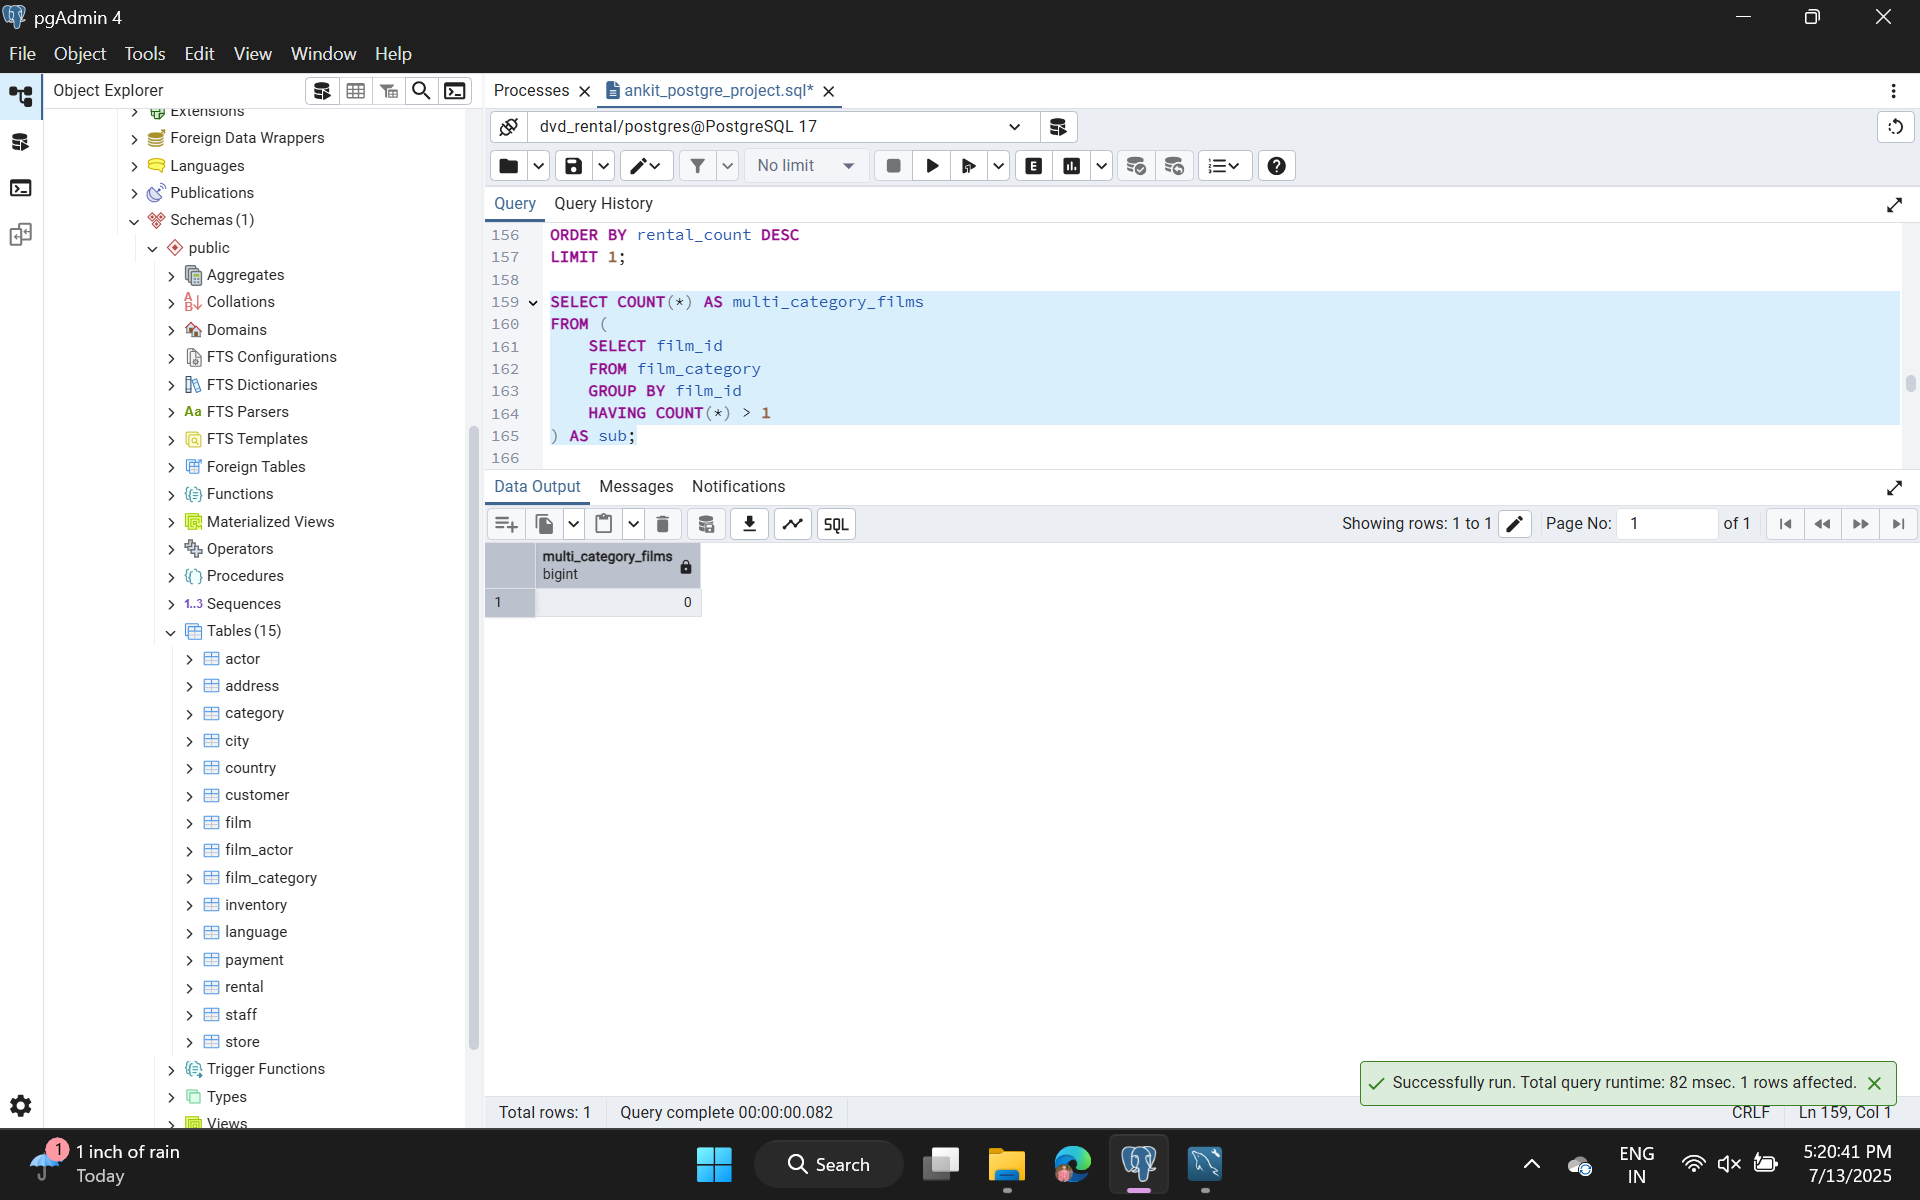 pgAdmin 4
File Object Tools Edit View Window Help
Object Explorer
Extensions
Foreign Data Wrappers
Languages
Publications
Schemas (1)
public
Aggregates
Collations
Domains
FTS Configurations
FTS Dictionaries
Aa FTS Parsers
FTS Templates
Foreign Tables
Functions
Materialized Views
Operators
Procedures
1..3 Sequences
Tables (15)
actor
address
category
city
country
customer
film
film_actor
film_category
inventory
language
payment
rental
staff
store
Trigger Functions
Types
Views
Processes ankit_postgre_project.sql*
dvd_rental/postgres@PostgreSQL 17
No limit E
Query Query History
156 ORDER BY rental_count DESC
157 LIMIT 1;
158
159 SELECT COUNT(*) AS multi_category_films
160 FROM (
161 SELECT film_id
162 FROM film_category
163 GROUP BY film_id
164 HAVING COUNT(*) > 1
165 ) AS sub;
166
Data Output Messages Notifications
SQL Showing rows: 1 to 1 Page No: 1 of 1
multi_category_films
bigint
1 0
Successfully run. Total query runtime: 82 msec. 1 rows affected.
Total rows: 1 Query complete 00:00:00.082 CRLF Ln 159, Col 1
1
1 inch of rain
Today
Search
ENG
IN
5:20:41 PM
7/13/2025